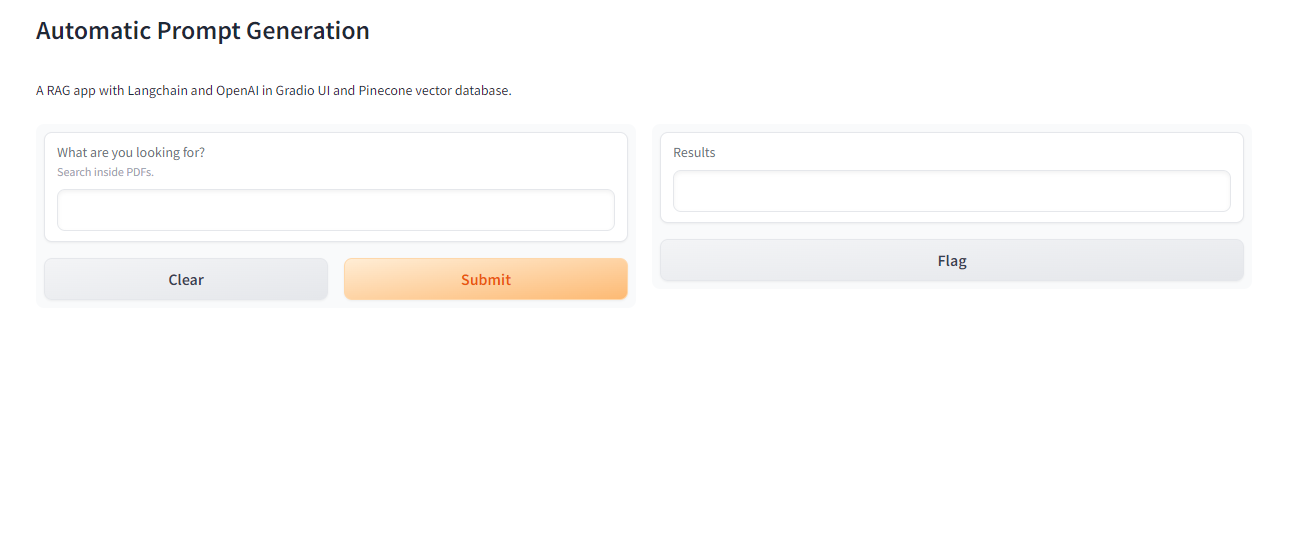 Automatic Prompt Generation
A RAG app with Langchain and OpenAI in Gradio UI and Pinecone vector database.
What are you looking for?
Search inside PDFs.
Clear
Submit
Results
Flag